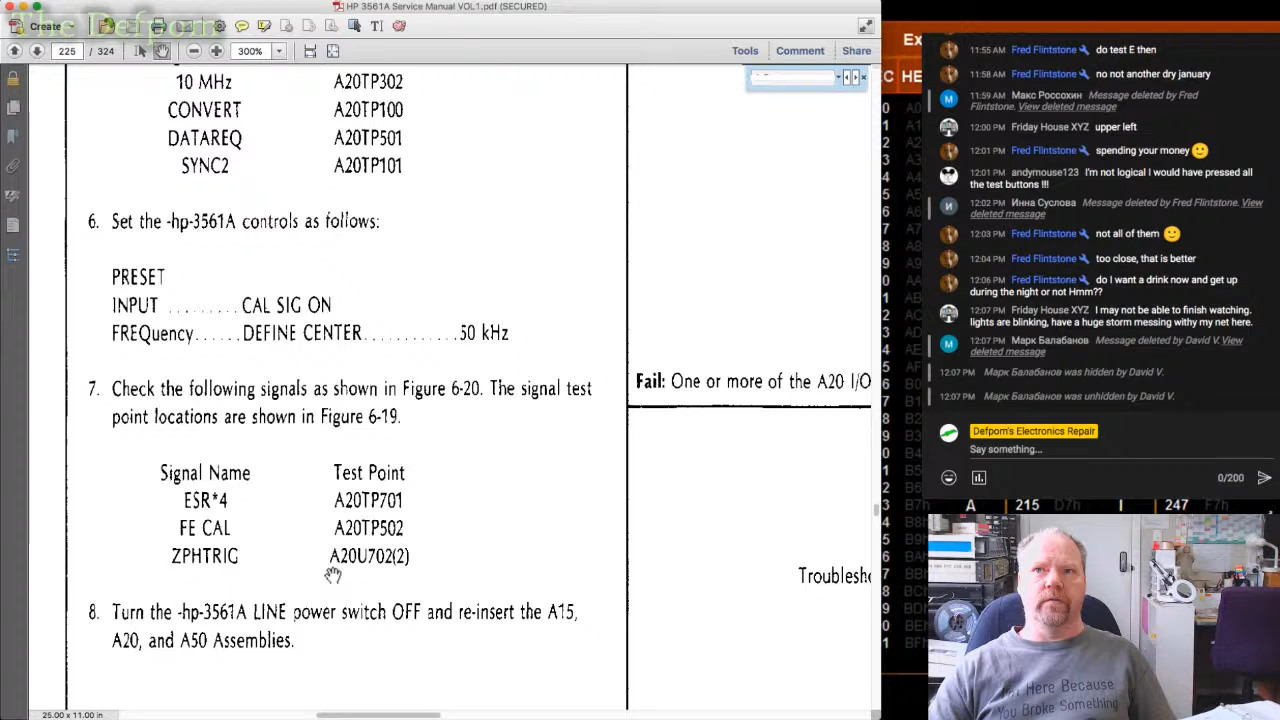 HP 3561A Service Manual VOL1.pdf (SECURED)
The Defpom
Create
225 / 324
300%
Tools
Comment
Share
10 MHz A20TP302
CONVERT A20TP100
DATAREQ A20TP501
SYNC2 A20TP101
6. Set the -hp-3561A controls as follows:
PRESET
INPUT ......... CAL SIG ON
FREQuency ...... DEFINE CENTER ............ 50 kHz
7. Check the following signals as shown in Figure 6-20. The signal test
point locations are shown in Figure 6-19.
Signal Name Test Point
ESR*4 A20TP701
FE CAL A20TP502
ZPHTRIG A20U702(2)
8. Turn the -hp-3561A LINE power switch OFF and re-insert the A15,
A20, and A50 Assemblies.
25.00 x 11.00 in
Fail: One or more of the A20 I/O
Troubleshe
Ex
C HE
11:55 AM Fred Flintstone do test E then
11:58 AM Fred Flintstone no not another dry january
11:59 AM Макс Россохин Message deleted by Fred
Flintstone. View deleted message
12:00 PM Friday House XYZ upper left
12:01 PM Fred Flintstone spending your money
12:01 PM andymouse123 I'm not logical I would have pressed all
the test buttons !!!
12:02 PM Инна Суслова Message deleted by Fred Flintstone. View
deleted message
12:03 PM Fred Flintstone not all of them
12:04 PM Fred Flintstone too close, that is better
12:06 PM Fred Flintstone do I want a drink now and get up
during the night or not Hmm??
12:07 PM Friday House XYZ I may not be able to finish watching.
lights are blinking, have a huge storm messing withy my net here.
12:07 PM Марк Балабанов Message deleted by David V. View
deleted message
12:07 PM Марк Балабанов was hidden by David V.
12:07 PM Марк Балабанов was unhidden by David V.
Defpom's Electronics Repair
Say something...
0/200
A 215 D7h I 247 F7h
Here Because
You Broke Something